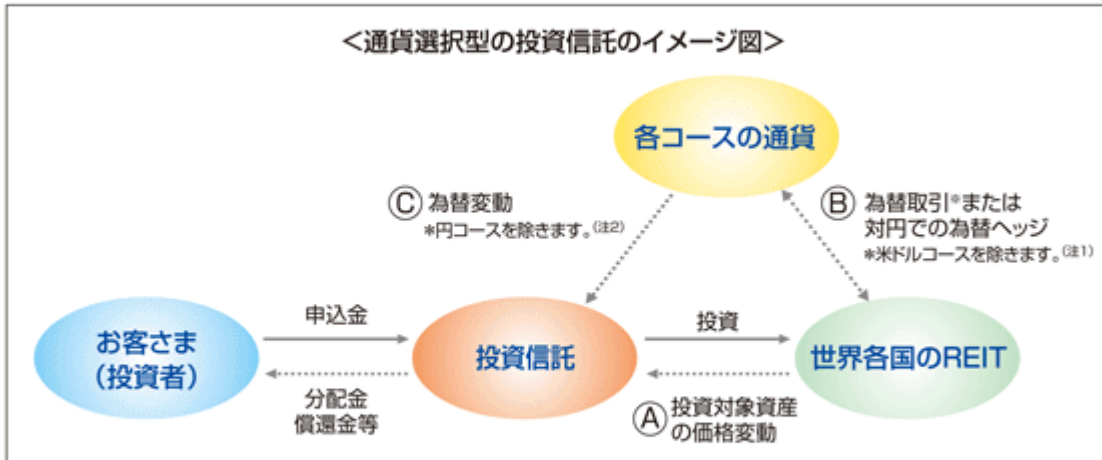 ＜通貨選択型の投資信託のイメージ図＞
各コースの通貨
Ⓒ 為替変動
*円コースを除きます。(注2)
Ⓑ 為替取引*または
対円での為替ヘッジ
*米ドルコースを除きます。(注1)
お客さま
（投資者）
申込金
分配金
償還金等
投資信託
投資
Ⓐ 投資対象資産
の価格変動
世界各国のREIT